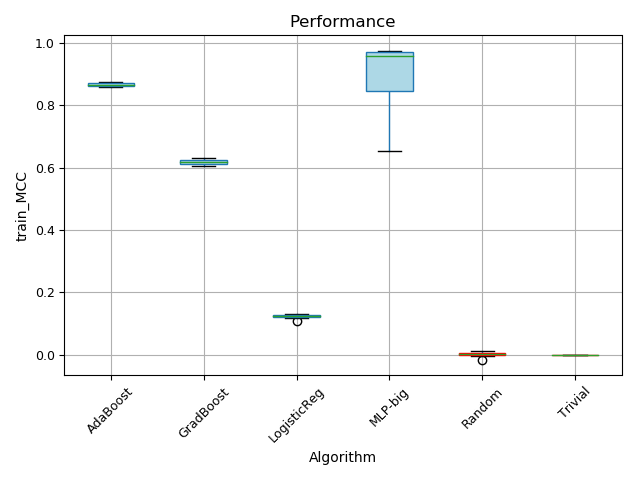 Performance
train_MCC
1.0
0.8
0.6
0.4
0.2
0.0
AdaBoost
GradBoost
LogisticReg
MLP-big
Random
Trivial
Algorithm